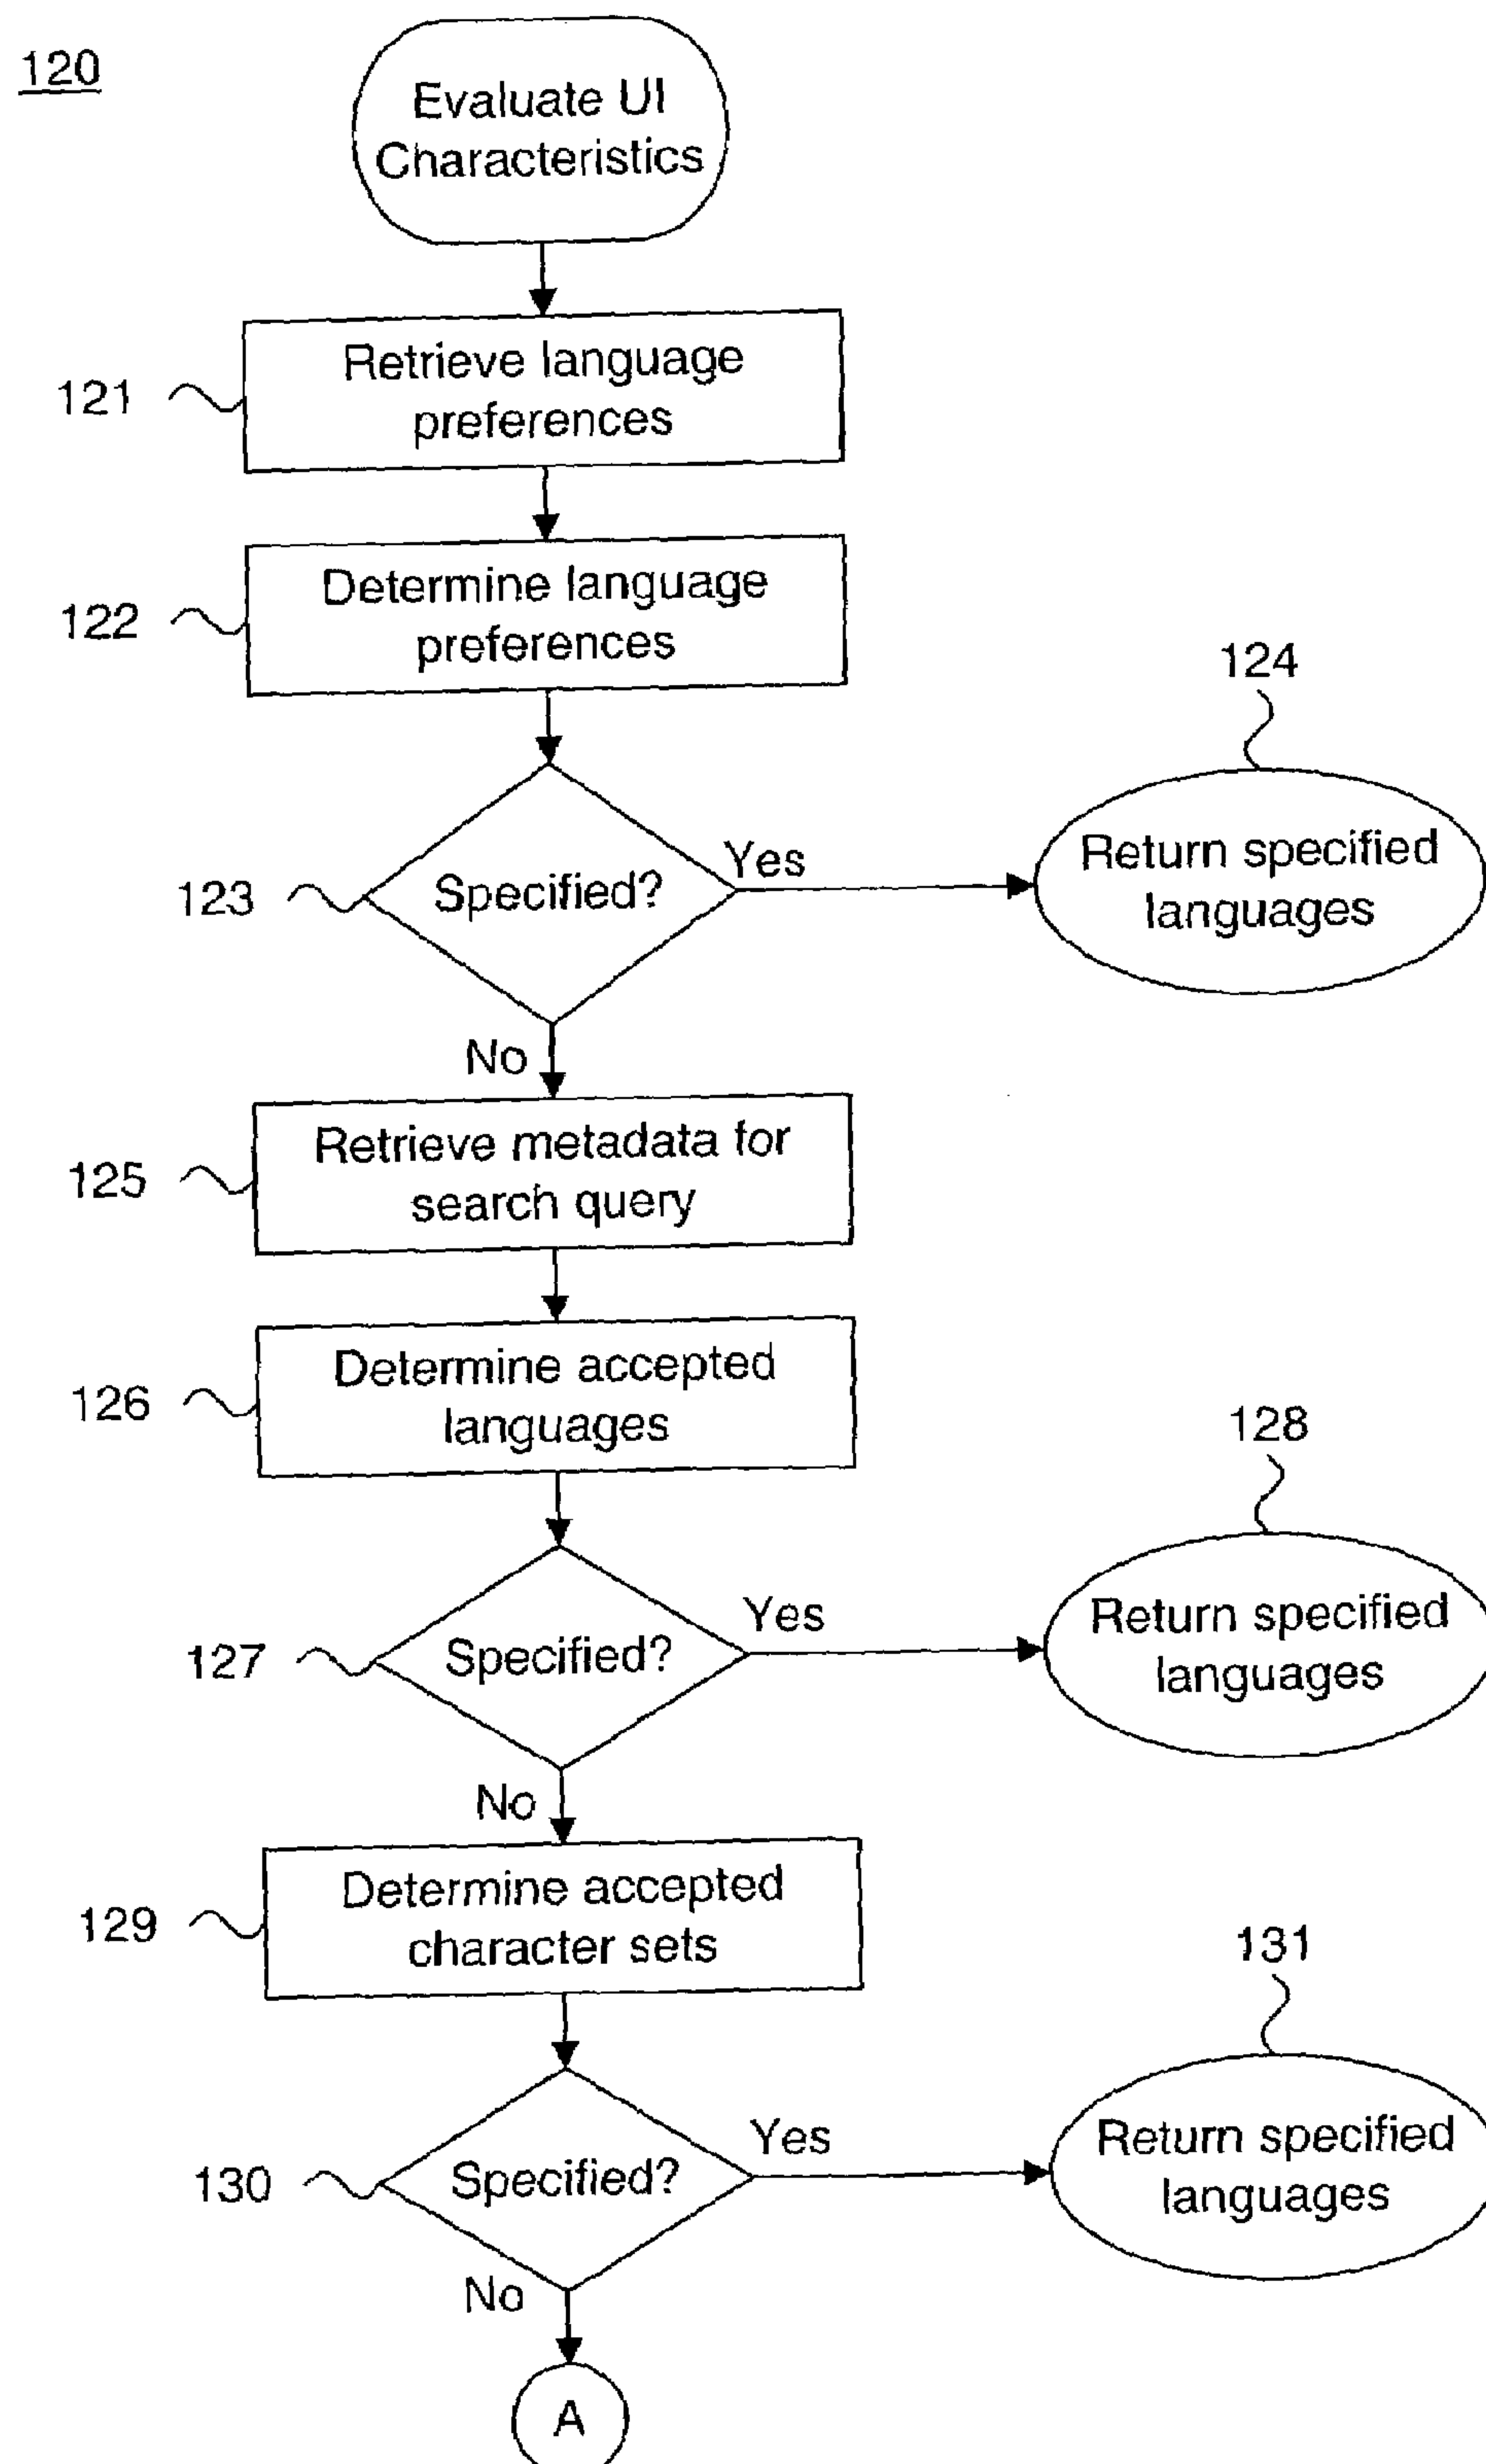 120
Evaluate UI
Characteristics
121
Retrieve language
preferences
122
Determine language
preferences
124
123
Specified?
Yes
Return specified
languages
No
125
Retrieve metadata for
search query
126
Determine accepted
languages
128
127
Specified?
Yes
Return specified
languages
No
129
Determine accepted
character sets
131
130
Specified?
Yes
Return specified
languages
No
A